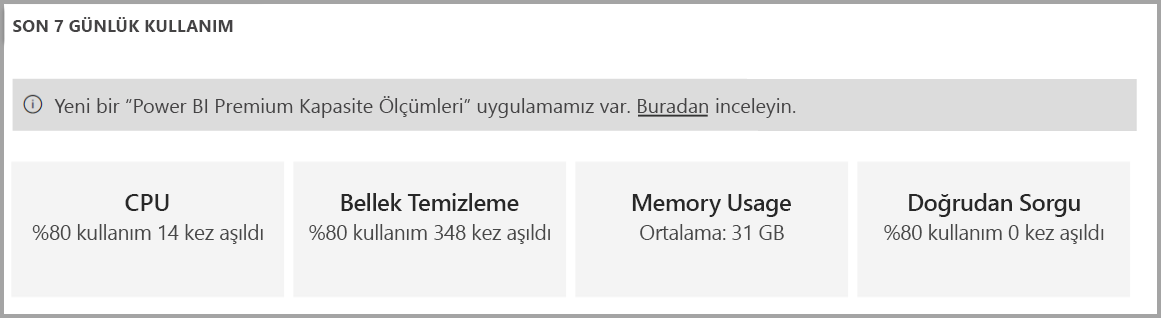 SON 7 GÜNLÜK KULLANIM
Yeni bir “Power BI Premium Kapasite Ölçümleri” uygulamamız var. Buradan inceleyin.
CPU
%80 kullanım 14 kez aşıldı
Bellek Temizleme
%80 kullanım 348 kez aşıldı
Memory Usage
Ortalama: 31 GB
Doğrudan Sorgu
%80 kullanım 0 kez aşıldı